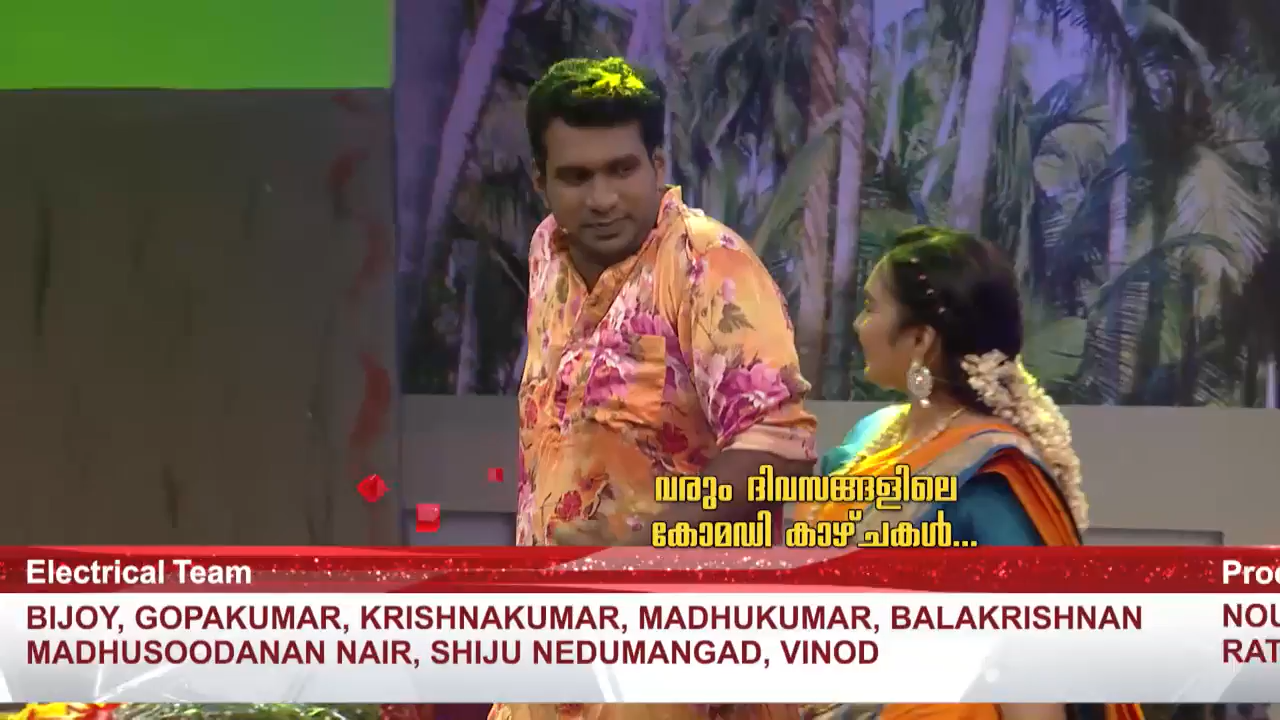 വരും ദിവസങ്ങളിലെ
കോമഡി കാഴ്ചകൾ...
Electrical Team
BIJOY, GOPAKUMAR, KRISHNAKUMAR, MADHUKUMAR, BALAKRISHNAN
MADHUSOODANAN NAIR, SHIJU NEDUMANGAD, VINOD